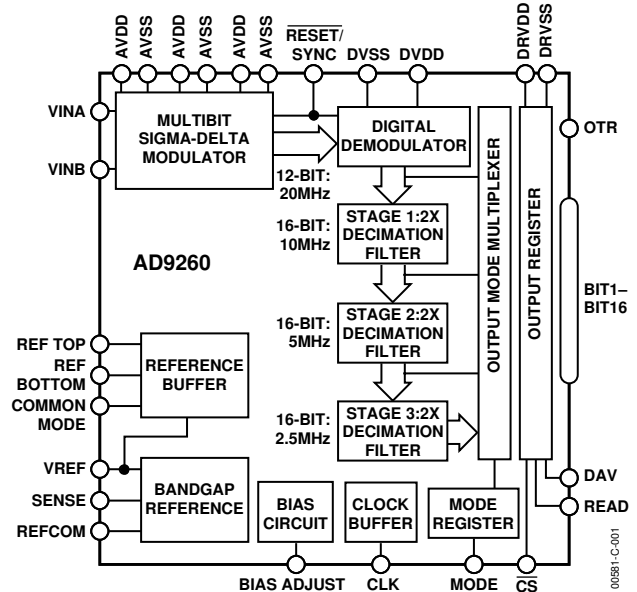 AVDD
AVSS
AVDD
AVSS
AVDD
AVSS
RESET/
SYNC
DVSS
DVDD
DRVDD
DRVSS
VINA
VINB
MULTIBIT
SIGMA-DELTA
MODULATOR
DIGITAL
DEMODULATOR
OTR
12-BIT:
20MHz
STAGE 1:2X
DECIMATION
FILTER
16-BIT:
10MHz
AD9260
OUTPUT MODE MULTIPLEXER
OUTPUT REGISTER
BIT1–
BIT16
STAGE 2:2X
DECIMATION
FILTER
16-BIT:
5MHz
REF TOP
REF
BOTTOM
COMMON
MODE
REFERENCE
BUFFER
STAGE 3:2X
DECIMATION
FILTER
16-BIT:
2.5MHz
VREF
SENSE
REFCOM
BANDGAP
REFERENCE
BIAS
CIRCUIT
CLOCK
BUFFER
MODE
REGISTER
DAV
READ
BIAS ADJUST
CLK
MODE
CS
00581-C-001